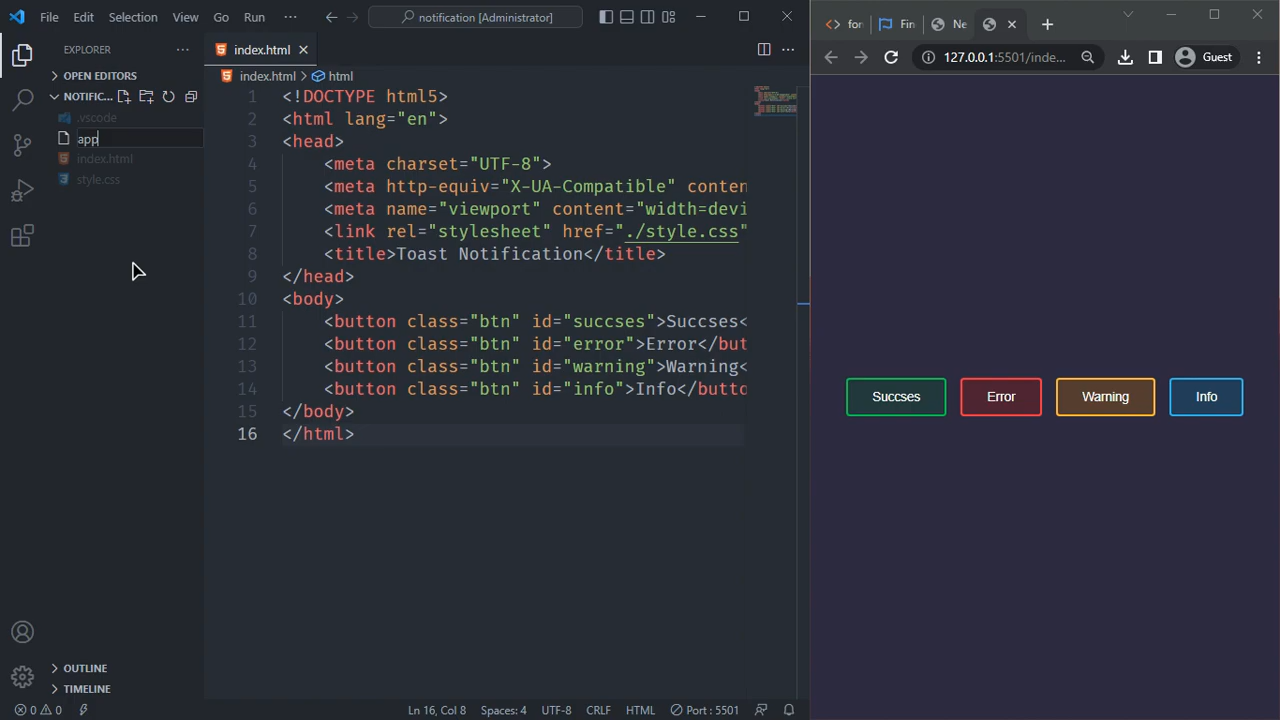 File Edit Selection View Go Run ··· notification [Administrator]
for Fin Ne
EXPLORER ···
index.html
127.0.0.1:5501/inde... Guest
OPEN EDITORS
index.html > html
NOTIFIC...
.vscode
app
index.html
style.css
1 <!DOCTYPE html5>
2 <html lang="en">
3 <head>
4 <meta charset="UTF-8">
5 <meta http-equiv="X-UA-Compatible" conten
6 <meta name="viewport" content="width=devi
7 <link rel="stylesheet" href="./style.css"
8 <title>Toast Notification</title>
9 </head>
10 <body>
11 <button class="btn" id="succses">Succses<
12 <button class="btn" id="error">Error</but
13 <button class="btn" id="warning">Warning<
14 <button class="btn" id="info">Info</butto
15 </body>
16 </html>
Succses Error Warning Info
OUTLINE
TIMELINE
0 0 Ln 16, Col 8 Spaces: 4 UTF-8 CRLF HTML Port : 5501